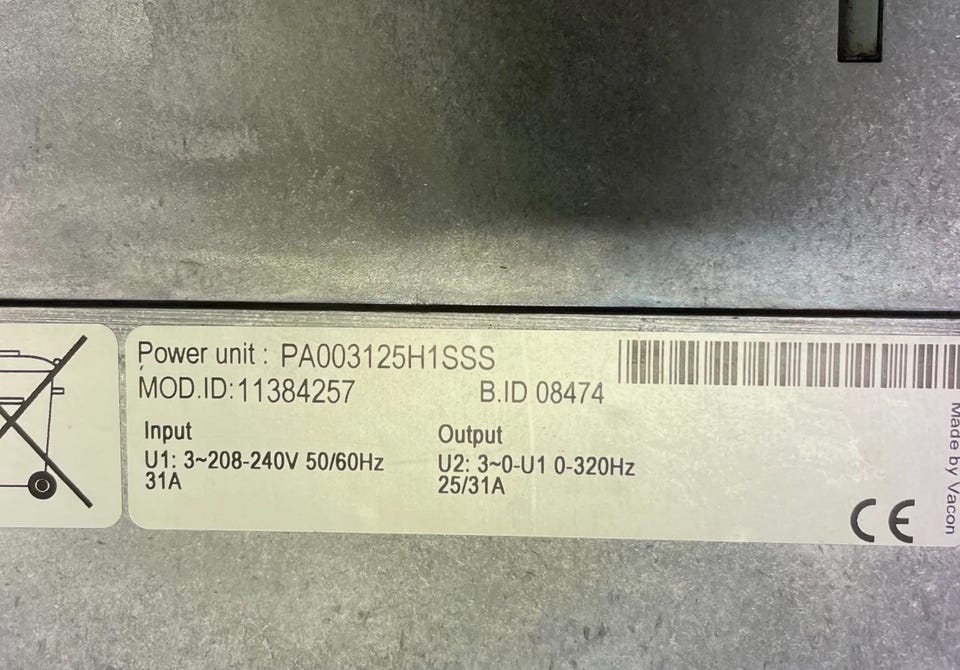 Power unit : PA003125H1SSS
MOD.ID:11384257 B.ID 08474
Input
U1: 3~208-240V 50/60Hz
31A
Output
U2: 3~0-U1 0-320Hz
25/31A
CE
Made by Vacon